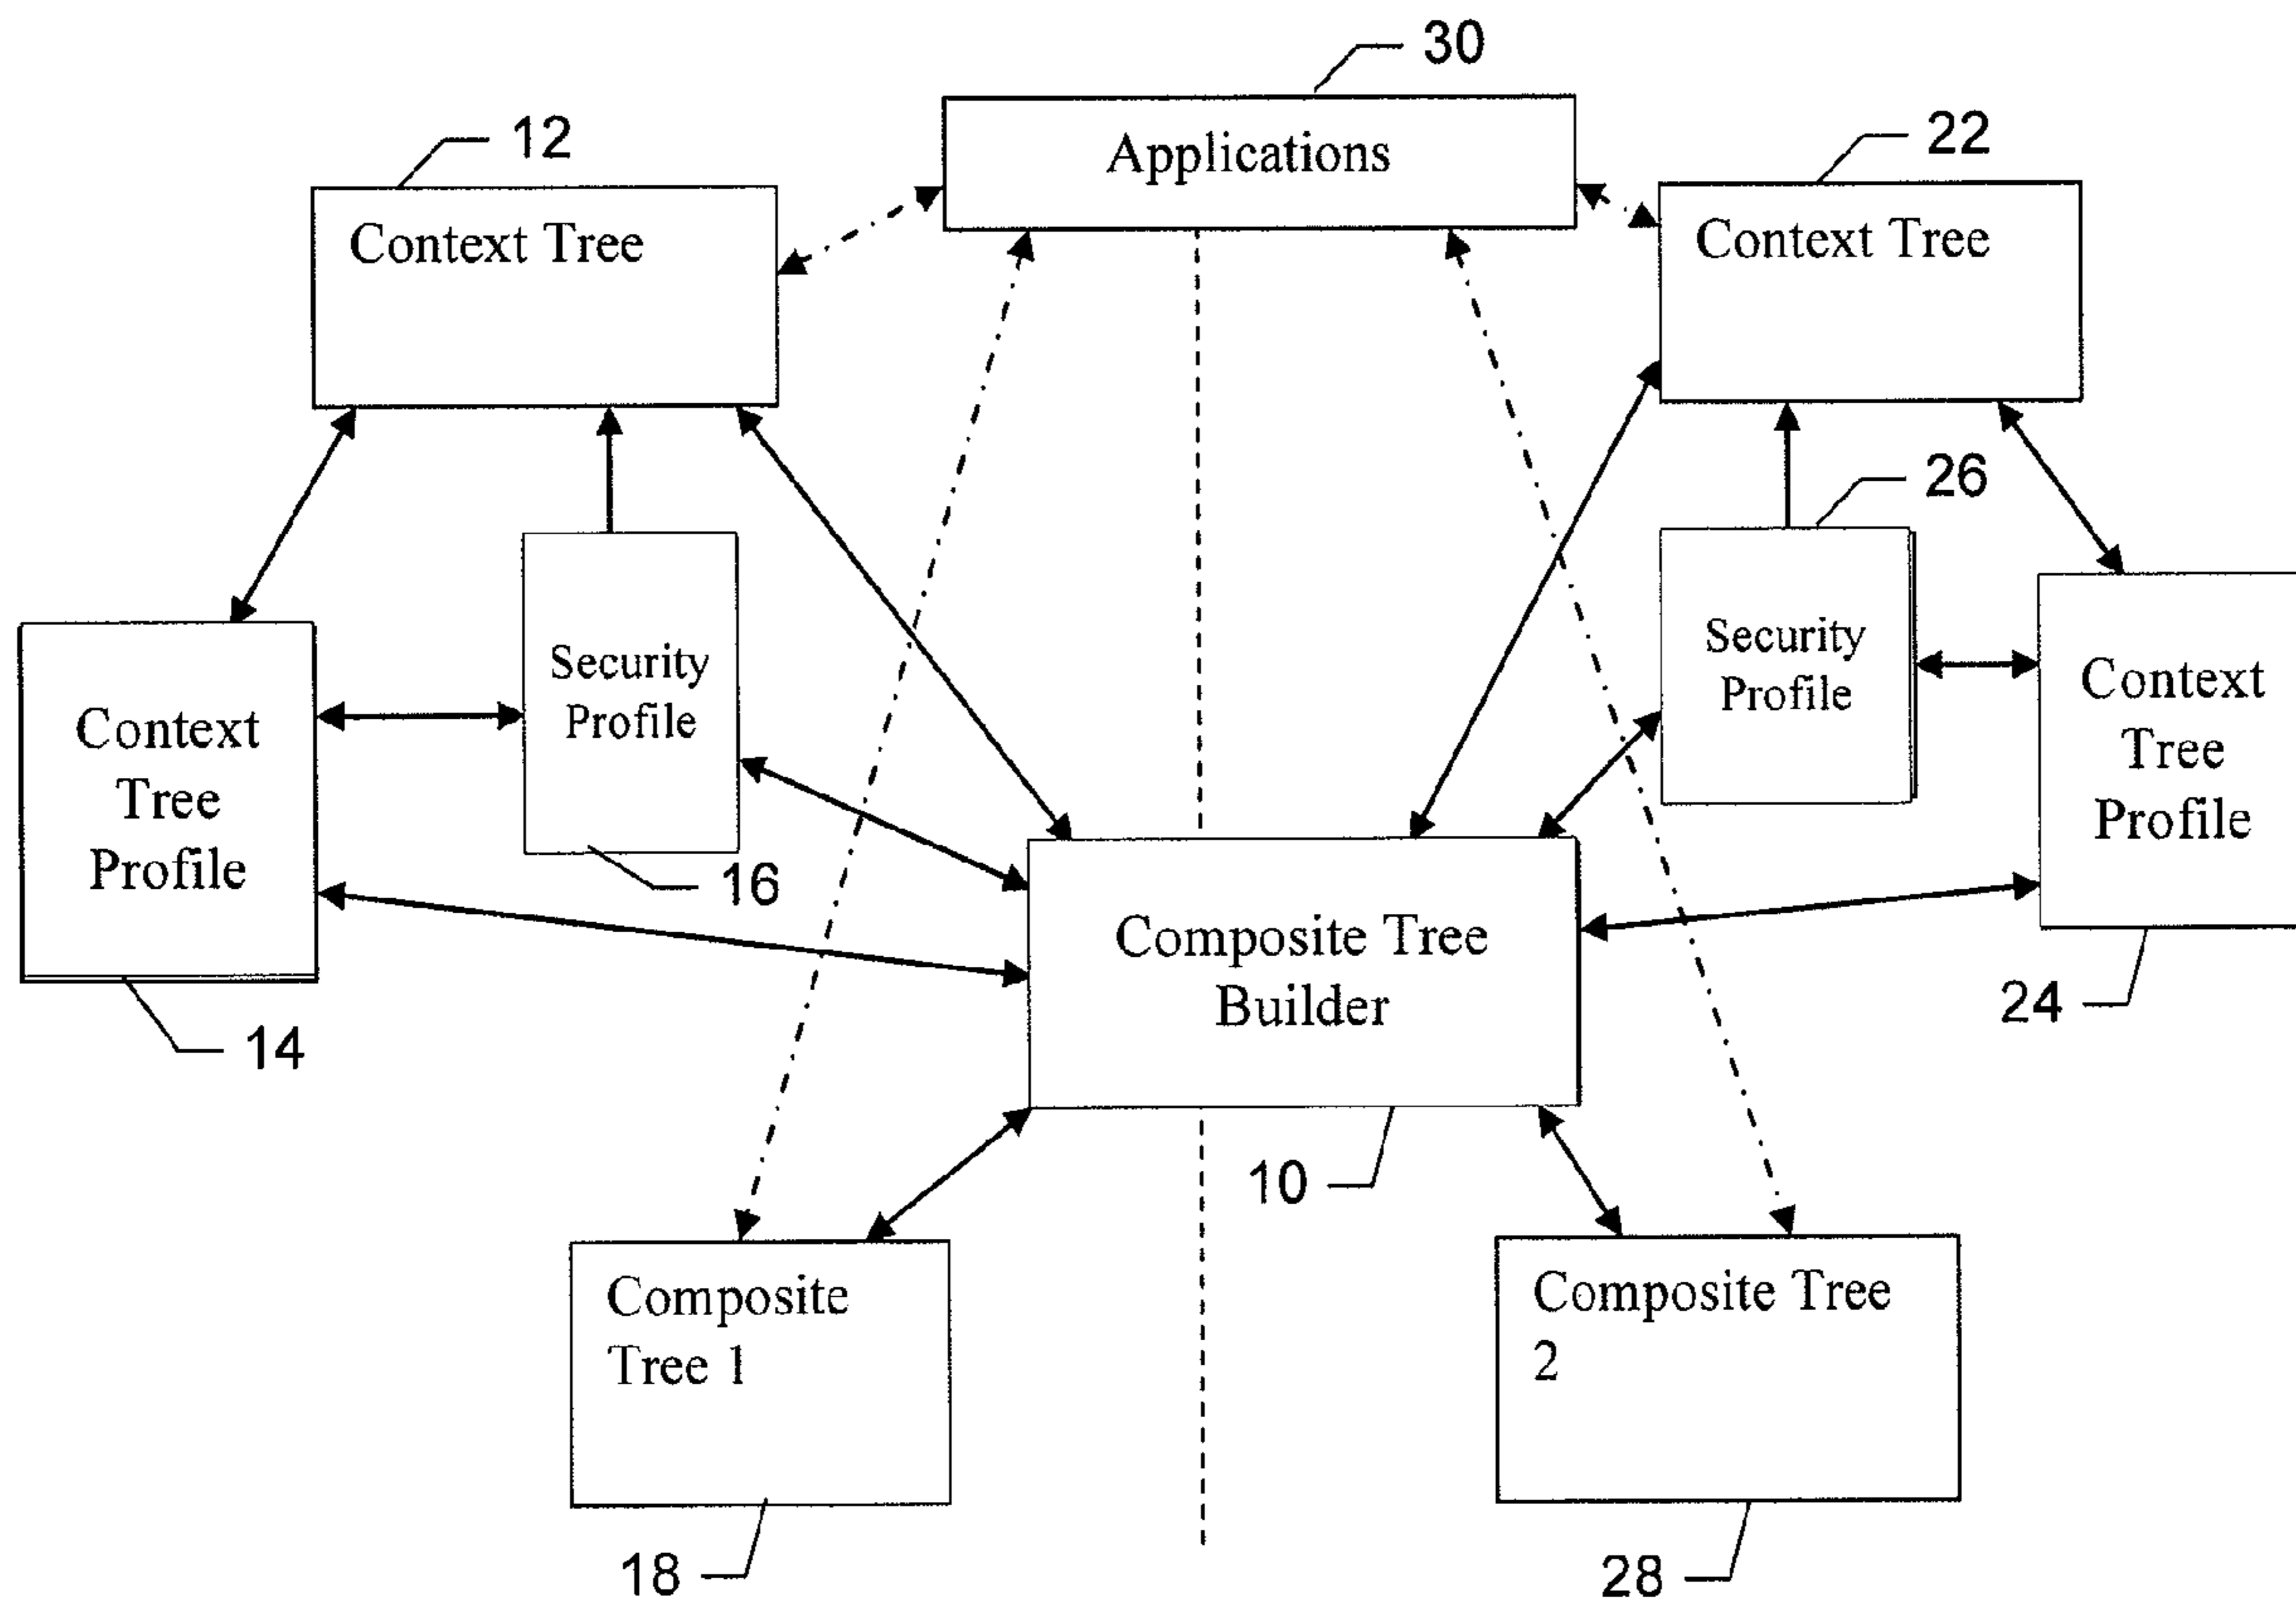 30
12
Applications
22
Context Tree
Context Tree
26
Security
Profile
Security
Profile
Context
Tree
Profile
Context
Tree
Profile
16
Composite Tree
Builder
24
14
10
Composite
Tree 1
Composite Tree
2
18
28